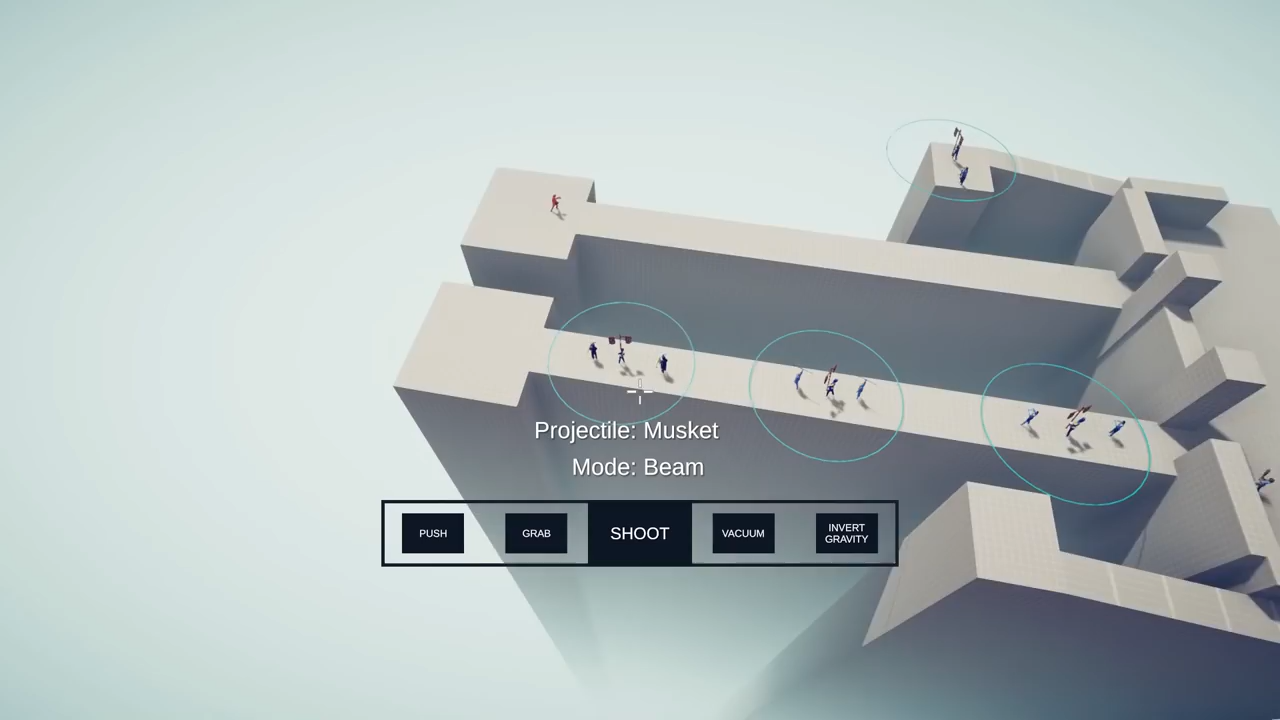 Projectile: Musket
Mode: Beam
PUSH
GRAB
SHOOT
VACUUM
INVERT
GRAVITY